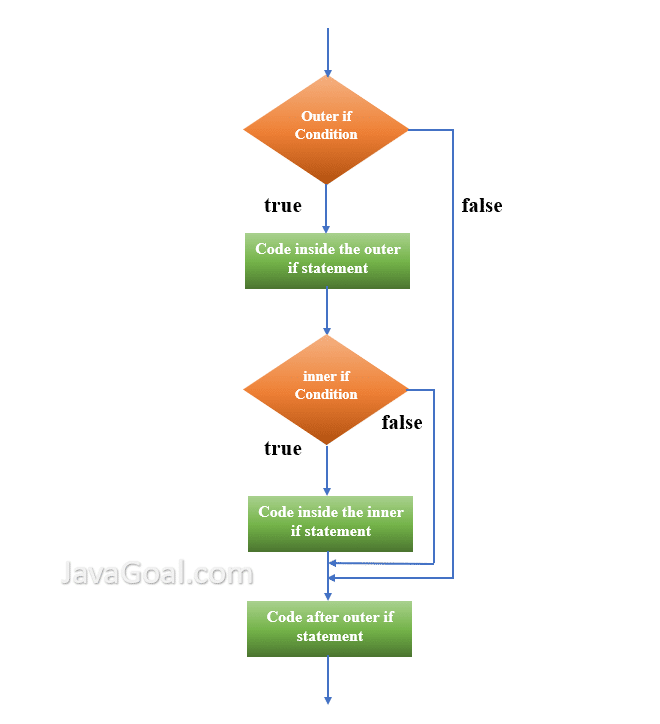 Outer if
Condition
true
false
Code inside the outer
if statement
inner if
Condition
false
true
Code inside the inner
if statement
JavaGoal.com
Code after outer if
statement